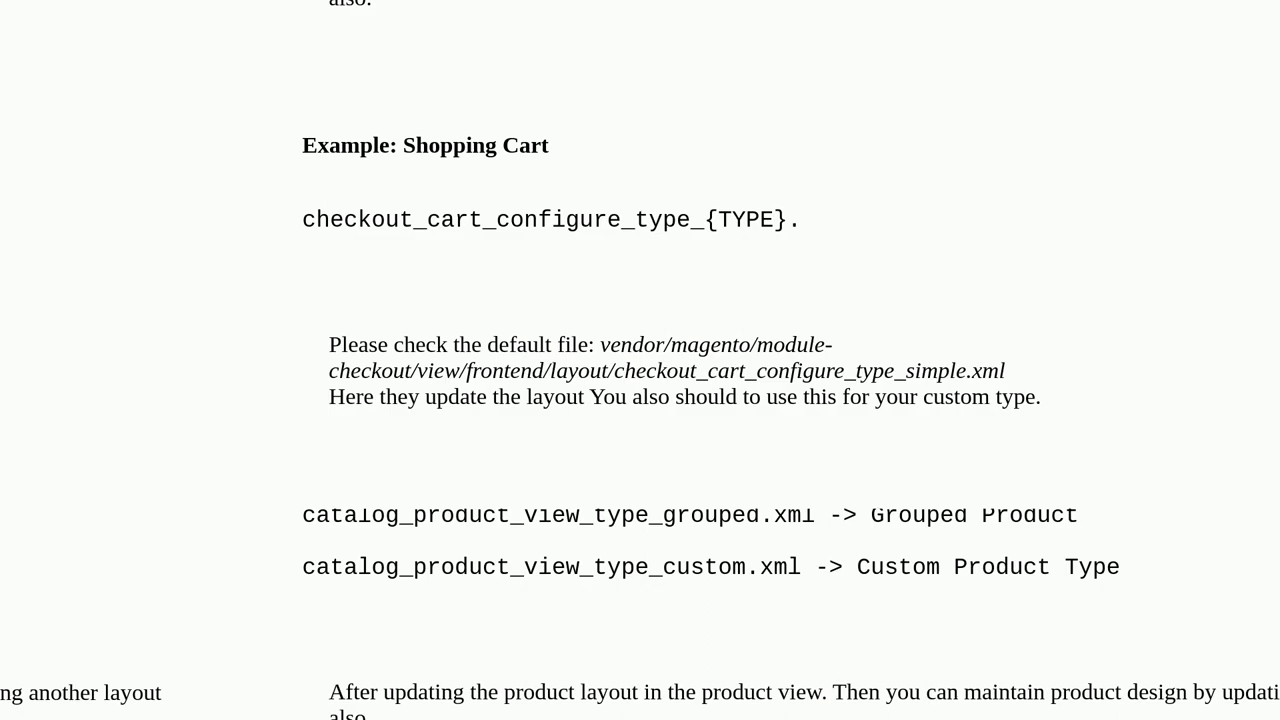 also.
Example: Shopping Cart
checkout_cart_configure_type_{TYPE}.
Please check the default file: vendor/magento/module-
checkout/view/frontend/layout/checkout_cart_configure_type_simple.xml
Here they update the layout You also should to use this for your custom type.
catalog_product_view_type_grouped.xml -> Grouped Product
catalog_product_view_type_custom.xml -> Custom Product Type
ng another layout
After updating the product layout in the product view. Then you can maintain product design by updati
also